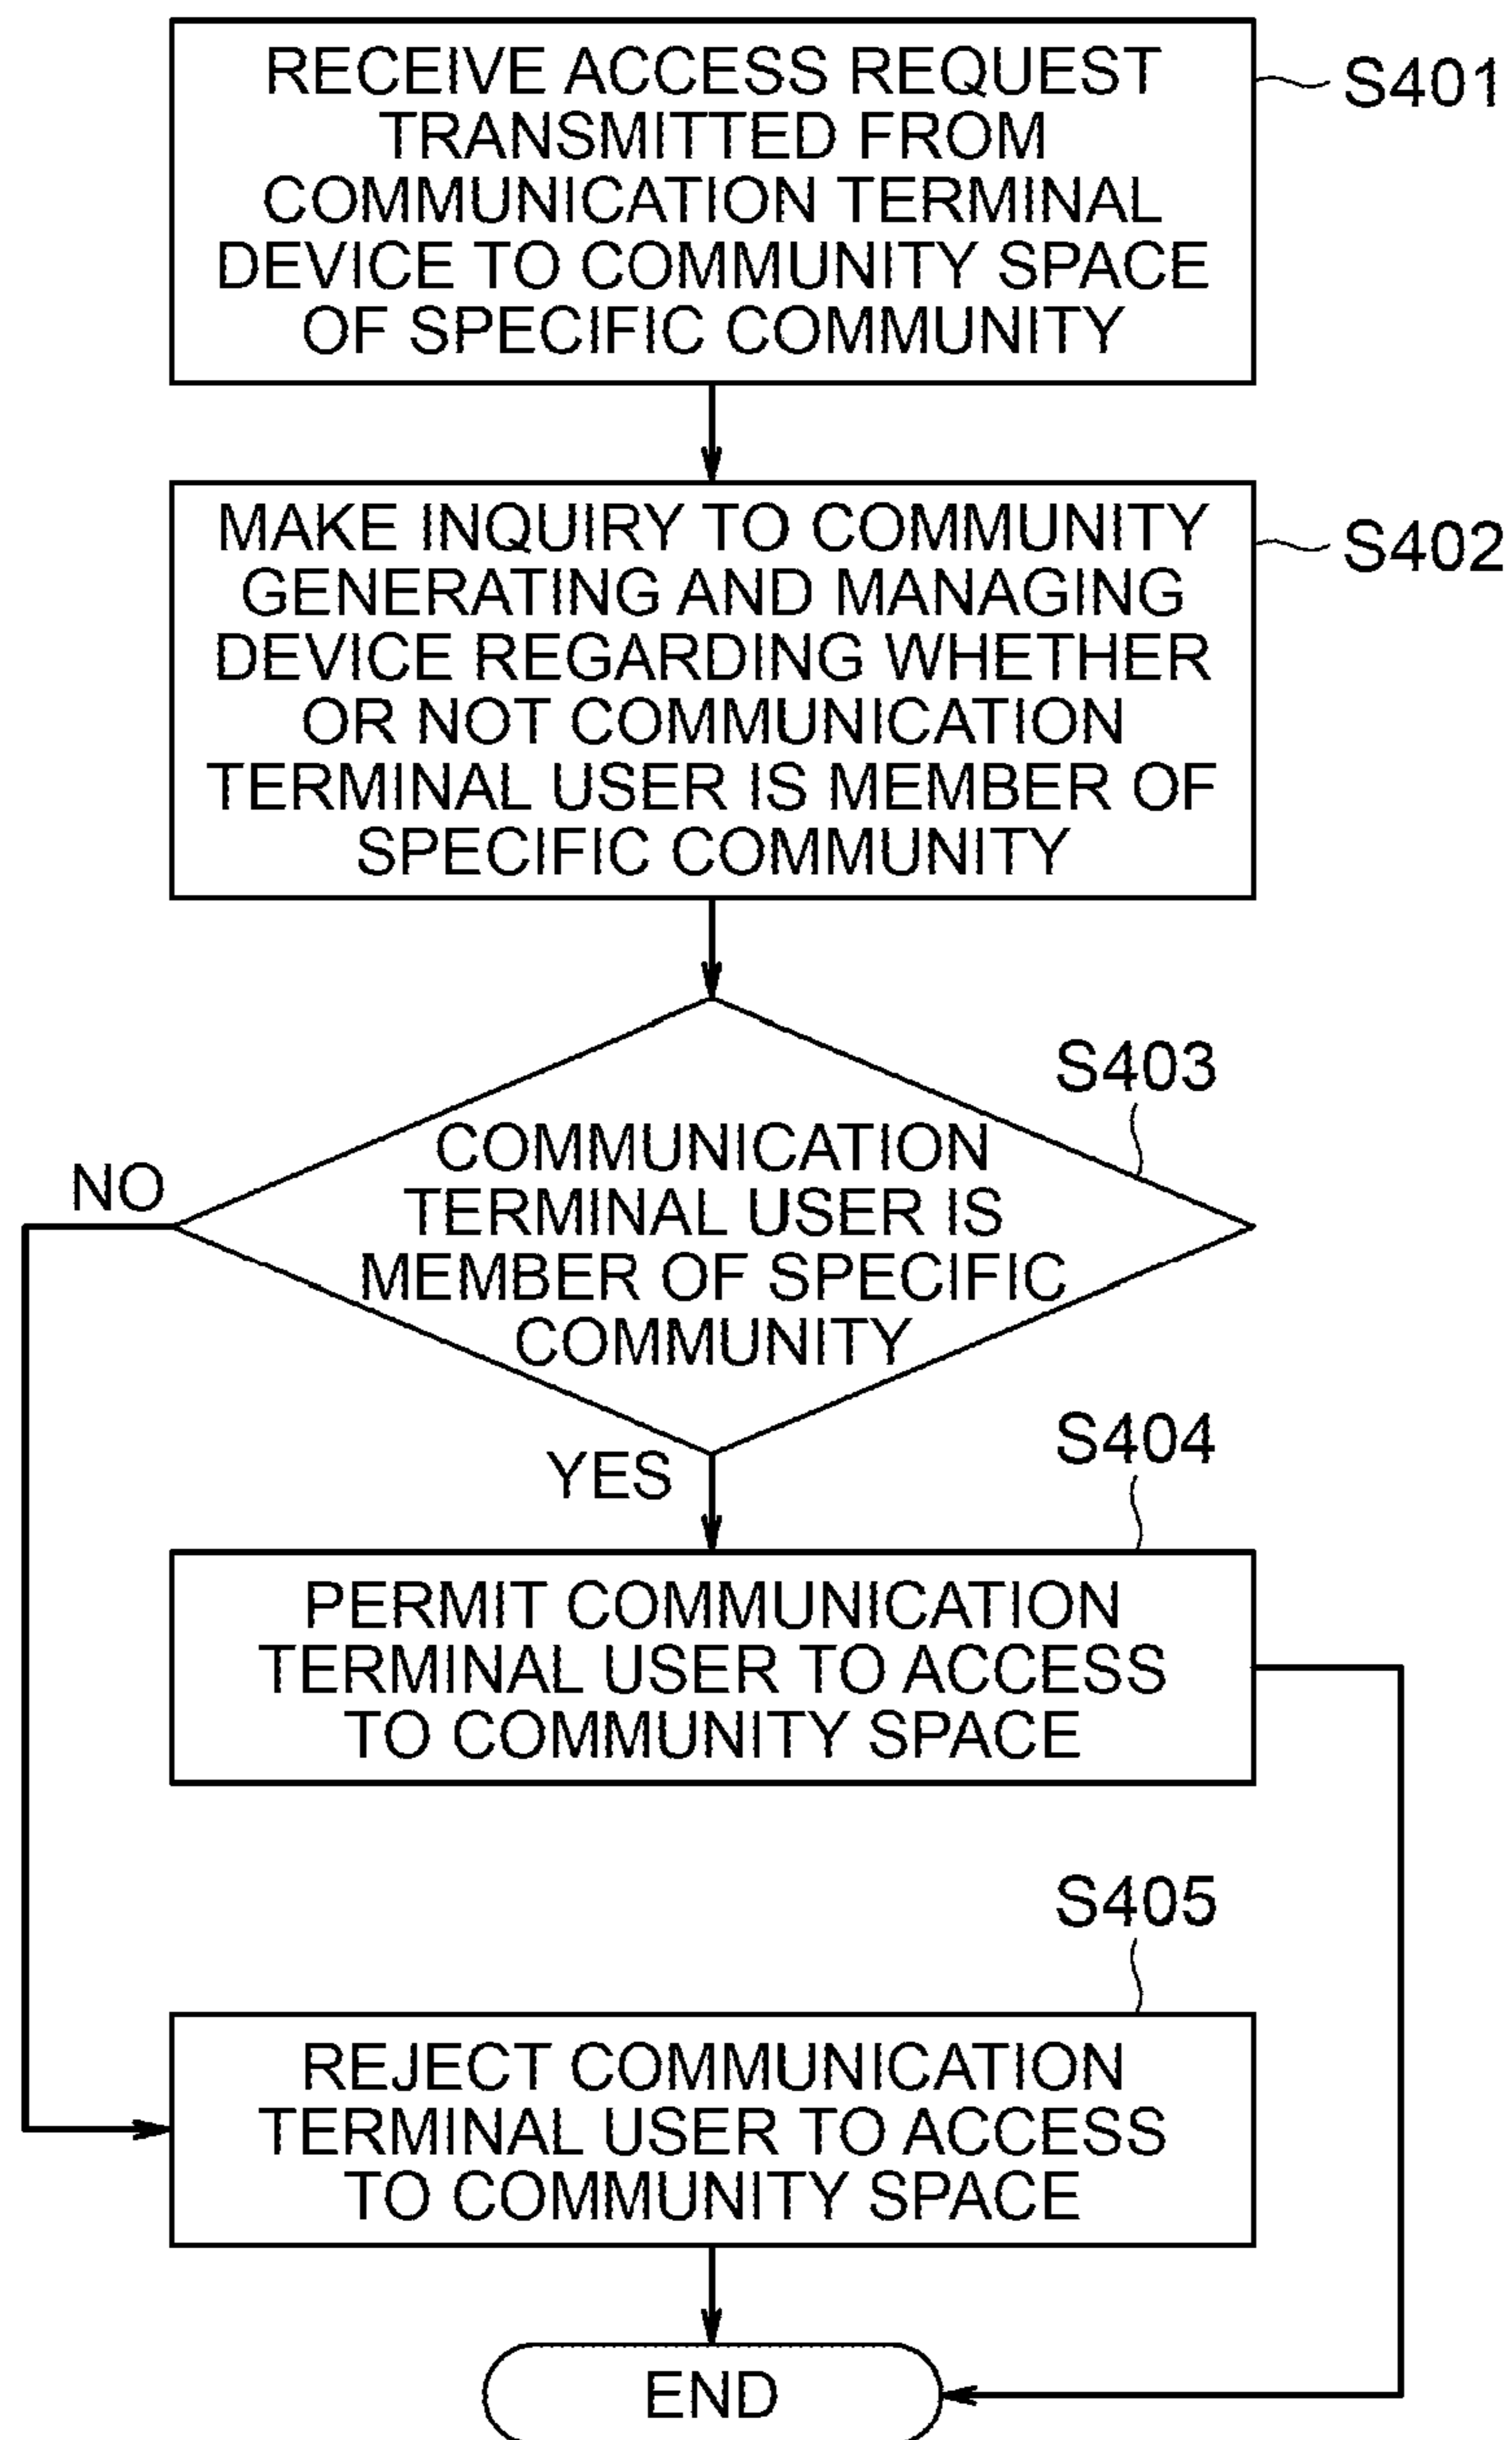 RECEIVE ACCESS REQUEST
TRANSMITTED FROM
COMMUNICATION TERMINAL
DEVICE TO COMMUNITY SPACE
OF SPECIFIC COMMUNITY
S401
MAKE INQUIRY TO COMMUNITY
GENERATING AND MANAGING
DEVICE REGARDING WHETHER
OR NOT COMMUNICATION
TERMINAL USER IS MEMBER OF
SPECIFIC COMMUNITY
S402
S403
COMMUNICATION
TERMINAL USER IS
MEMBER OF SPECIFIC
COMMUNITY
NO
YES
S404
PERMIT COMMUNICATION
TERMINAL USER TO ACCESS
TO COMMUNITY SPACE
S405
REJECT COMMUNICATION
TERMINAL USER TO ACCESS
TO COMMUNITY SPACE
END